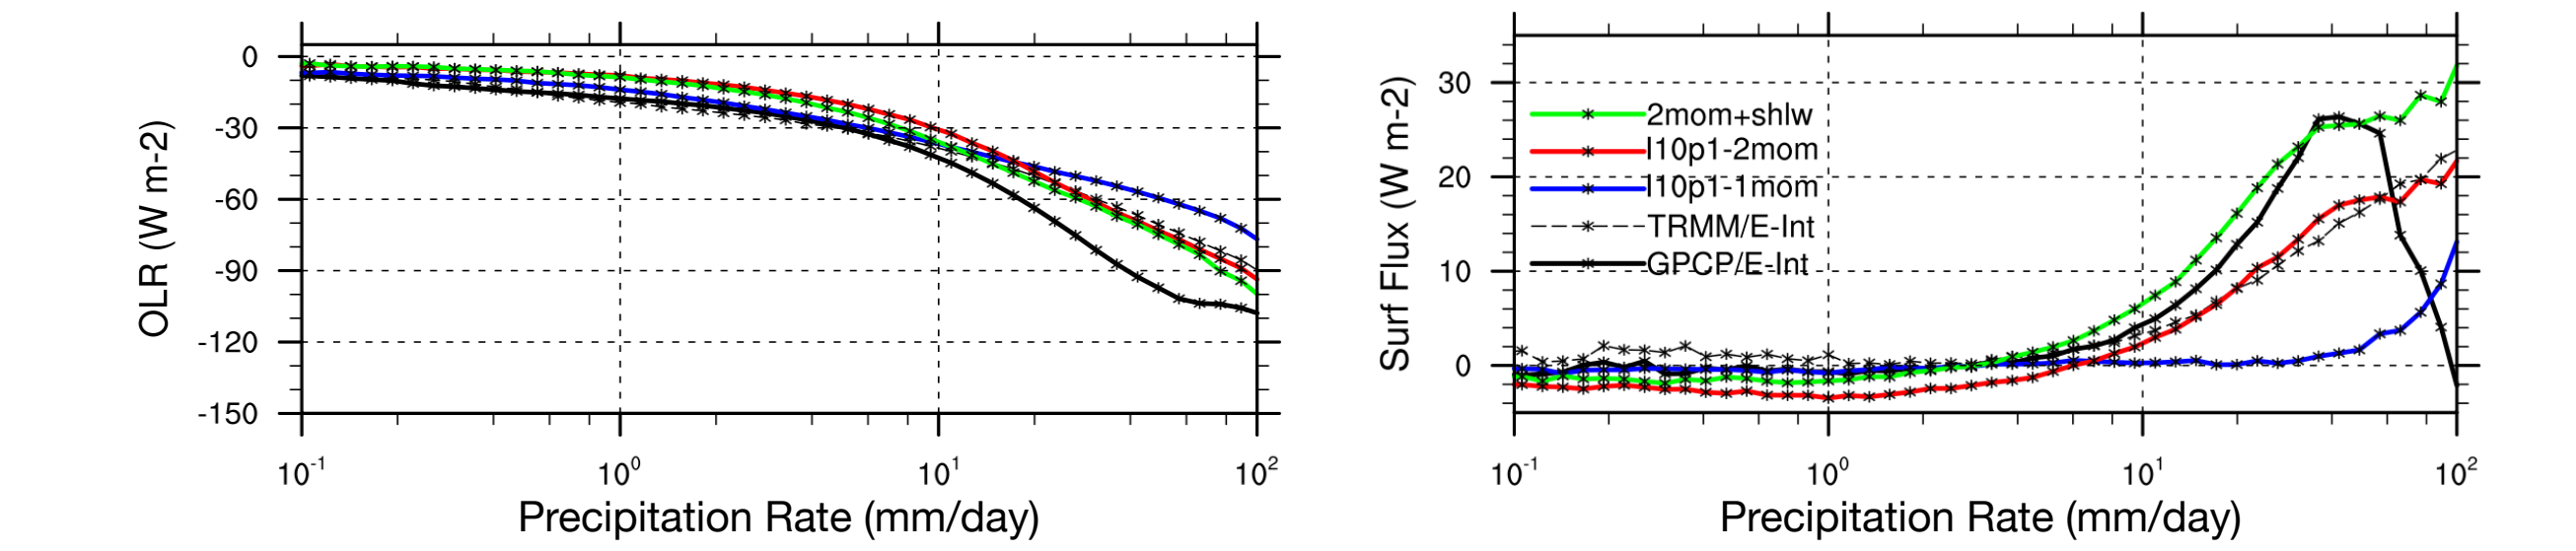 OLR (W m-2)
0
-30
-60
-90
-120
-150
10-1
100
101
102
Precipitation Rate (mm/day)
Surf Flux (W m-2)
30
20
10
0
2mom+shlw
l10p1-2mom
l10p1-1mom
TRMM/E-Int
GPCP/E-Int
10-1
100
101
102
Precipitation Rate (mm/day)